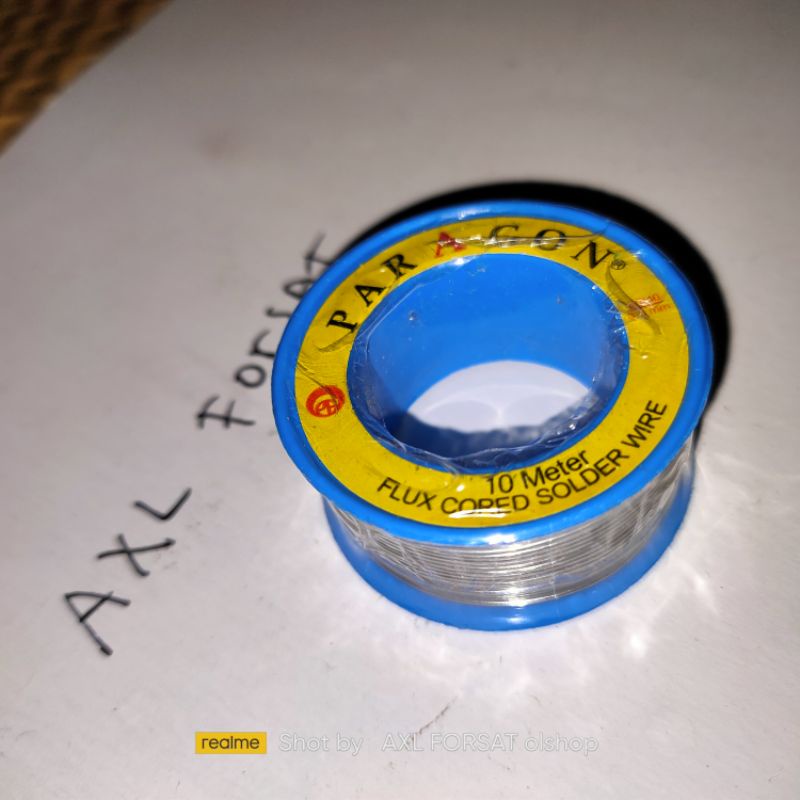 PARAGON®
10 Meter
FLUX CORED SOLDER WIRE
AXL Forsat
realme Shot by AXL FORSAT olshop